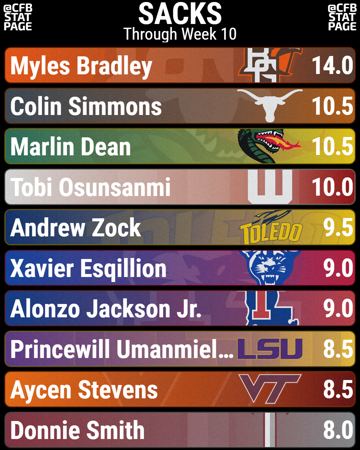 @CFB
STAT
PAGE
SACKS
Through Week 10
@CFB
STAT
PAGE
Myles Bradley 14.0
Colin Simmons 10.5
Marlin Dean 10.5
Tobi Osunsanmi 10.0
Andrew Zock TOLEDO 9.5
Xavier Esqillion 9.0
Alonzo Jackson Jr. 9.0
Princewill Umanmiel... LSU 8.5
Aycen Stevens VT 8.5
Donnie Smith 8.0